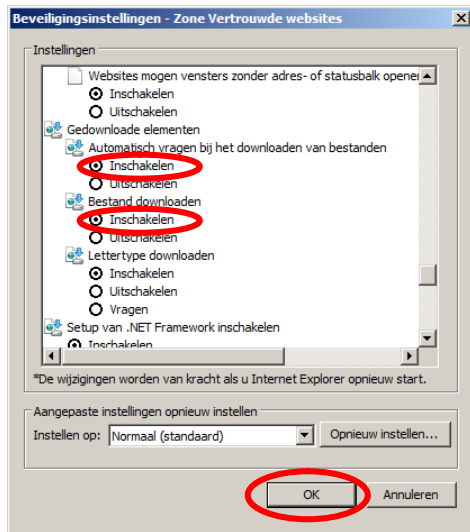 Beveiligingsinstellingen - Zone Vertrouwde websites
Instellingen
Websites mogen vensters zonder adres- of statusbalk openen
Inschakelen
Uitschakelen
Gedownloade elementen
Automatisch vragen bij het downloaden van bestanden
Inschakelen
Uitschakelen
Bestand downloaden
Inschakelen
Uitschakelen
Lettertype downloaden
Inschakelen
Uitschakelen
Vragen
Setup van .NET Framework inschakelen
Inschakelen
*De wijzigingen worden van kracht als u Internet Explorer opnieuw start.
Aangepaste instellingen opnieuw instellen
Instellen op: Normaal (standaard) Opnieuw instellen...
OK Annuleren